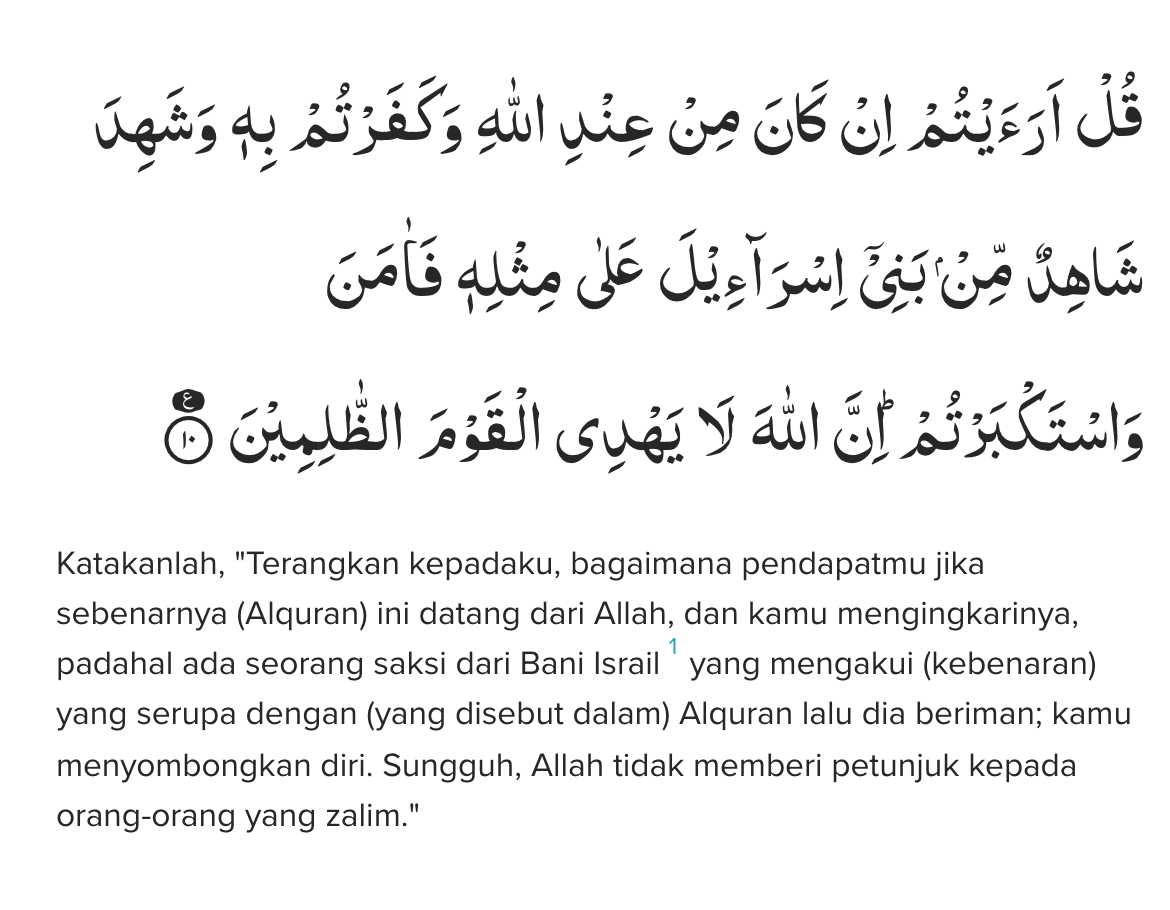 قُلْ اَرَءَيْتُمْ اِنْ كَانَ مِنْ عِنْدِ اللّٰهِ وَكَفَرْتُمْ بِهٖ وَشَهِدَ
شَاهِدٌ مِّنْۢ بَنِيْٓ اِسْرَاۤءِيْلَ عَلٰى مِثْلِهٖ فَاٰمَنَ
وَاسْتَكْبَرْتُمْۗ اِنَّ اللّٰهَ لَا يَهْدِى الْقَوْمَ الظّٰلِمِيْنَ ࣖ ١٠
Katakanlah, "Terangkan kepadaku, bagaimana pendapatmu jika
sebenarnya (Alquran) ini datang dari Allah, dan kamu mengingkarinya,
padahal ada seorang saksi dari Bani Israil 1 yang mengakui (kebenaran)
yang serupa dengan (yang disebut dalam) Alquran lalu dia beriman; kamu
menyombongkan diri. Sungguh, Allah tidak memberi petunjuk kepada
orang-orang yang zalim."